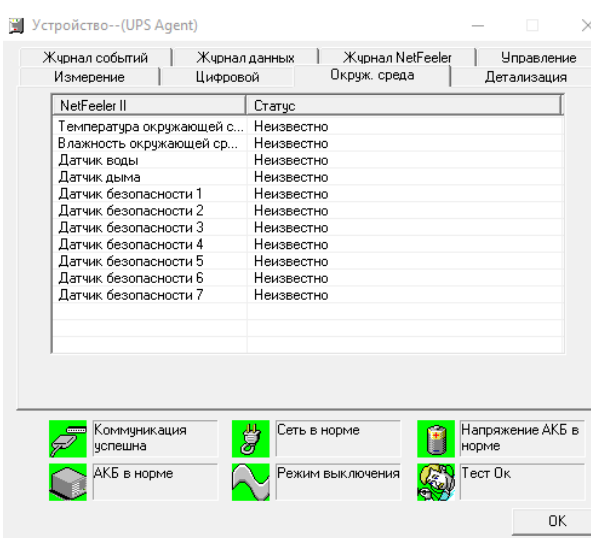 Устройство--(UPS Agent)
Журнал событий
Журнал данных
Журнал NetFeeler
Управление
Измерение
Цифровой
Окруж. среда
Детализация
NetFeeler II Статус
Температура окружающей с... Неизвестно
Влажность окружающей ср... Неизвестно
Датчик воды Неизвестно
Датчик дыма Неизвестно
Датчик безопасности 1 Неизвестно
Датчик безопасности 2 Неизвестно
Датчик безопасности 3 Неизвестно
Датчик безопасности 4 Неизвестно
Датчик безопасности 5 Неизвестно
Датчик безопасности 6 Неизвестно
Датчик безопасности 7 Неизвестно
Коммуникация
успешна
Сеть в норме
Напряжение АКБ в
норме
АКБ в норме
Режим выключения
Тест Ок
OK